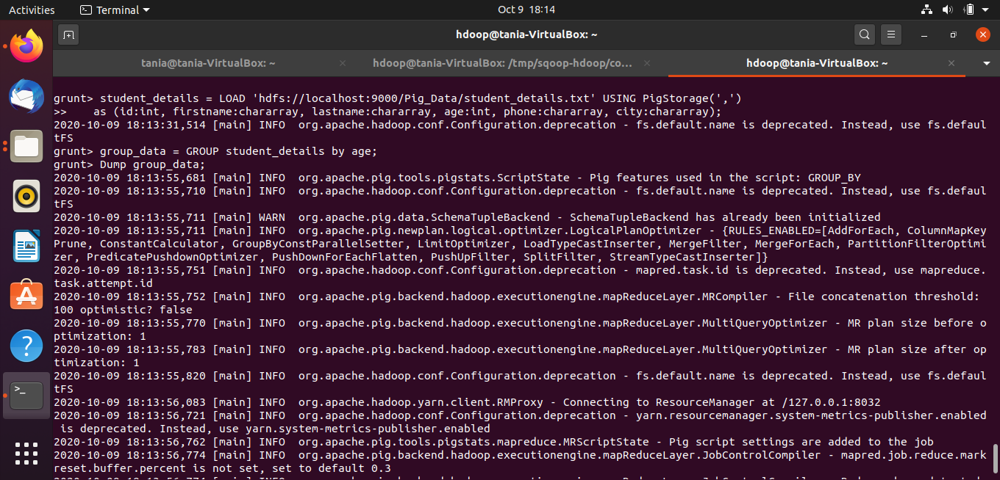 Activities Terminal Oct 9 18:14
hdoop@tania-VirtualBox: ~
tania@tania-VirtualBox: ~ hdoop@tania-VirtualBox: /tmp/sqoop-hdoop/co... hdoop@tania-VirtualBox: ~
grunt> student_details = LOAD 'hdfs://localhost:9000/Pig_Data/student_details.txt' USING PigStorage(',')
>>    as (id:int, firstname:chararray, lastname:chararray, age:int, phone:chararray, city:chararray);
2020-10-09 18:13:31,514 [main] INFO  org.apache.hadoop.conf.Configuration.deprecation - fs.default.name is deprecated. Instead, use fs.defaul
tFS
grunt> group_data = GROUP student_details by age;
grunt> Dump group_data;
2020-10-09 18:13:55,681 [main] INFO  org.apache.pig.tools.pigstats.ScriptState - Pig features used in the script: GROUP_BY
2020-10-09 18:13:55,710 [main] INFO  org.apache.hadoop.conf.Configuration.deprecation - fs.default.name is deprecated. Instead, use fs.defaul
tFS
2020-10-09 18:13:55,711 [main] WARN  org.apache.pig.data.SchemaTupleBackend - SchemaTupleBackend has already been initialized
2020-10-09 18:13:55,711 [main] INFO  org.apache.pig.newplan.logical.optimizer.LogicalPlanOptimizer - {RULES_ENABLED=[AddForEach, ColumnMapKey
Prune, ConstantCalculator, GroupByConstParallelSetter, LimitOptimizer, LoadTypeCastInserter, MergeFilter, MergeForEach, PartitionFilterOptimi
zer, PredicatePushdownOptimizer, PushDownForEachFlatten, PushUpFilter, SplitFilter, StreamTypeCastInserter]}
2020-10-09 18:13:55,751 [main] INFO  org.apache.hadoop.conf.Configuration.deprecation - mapred.task.id is deprecated. Instead, use mapreduce.
task.attempt.id
2020-10-09 18:13:55,752 [main] INFO  org.apache.pig.backend.hadoop.executionengine.mapReduceLayer.MRCompiler - File concatenation threshold:
100 optimistic? false
2020-10-09 18:13:55,770 [main] INFO  org.apache.pig.backend.hadoop.executionengine.mapReduceLayer.MultiQueryOptimizer - MR plan size before o
ptimization: 1
2020-10-09 18:13:55,783 [main] INFO  org.apache.pig.backend.hadoop.executionengine.mapReduceLayer.MultiQueryOptimizer - MR plan size after op
timization: 1
2020-10-09 18:13:55,820 [main] INFO  org.apache.hadoop.conf.Configuration.deprecation - fs.default.name is deprecated. Instead, use fs.defaul
tFS
2020-10-09 18:13:56,083 [main] INFO  org.apache.hadoop.yarn.client.RMProxy - Connecting to ResourceManager at /127.0.0.1:8032
2020-10-09 18:13:56,721 [main] INFO  org.apache.hadoop.conf.Configuration.deprecation - yarn.resourcemanager.system-metrics-publisher.enabled
 is deprecated. Instead, use yarn.system-metrics-publisher.enabled
2020-10-09 18:13:56,762 [main] INFO  org.apache.pig.tools.pigstats.mapreduce.MRScriptState - Pig script settings are added to the job
2020-10-09 18:13:56,774 [main] INFO  org.apache.pig.backend.hadoop.executionengine.mapReduceLayer.JobControlCompiler - mapred.job.reduce.mark
reset.buffer.percent is not set, set to default 0.3